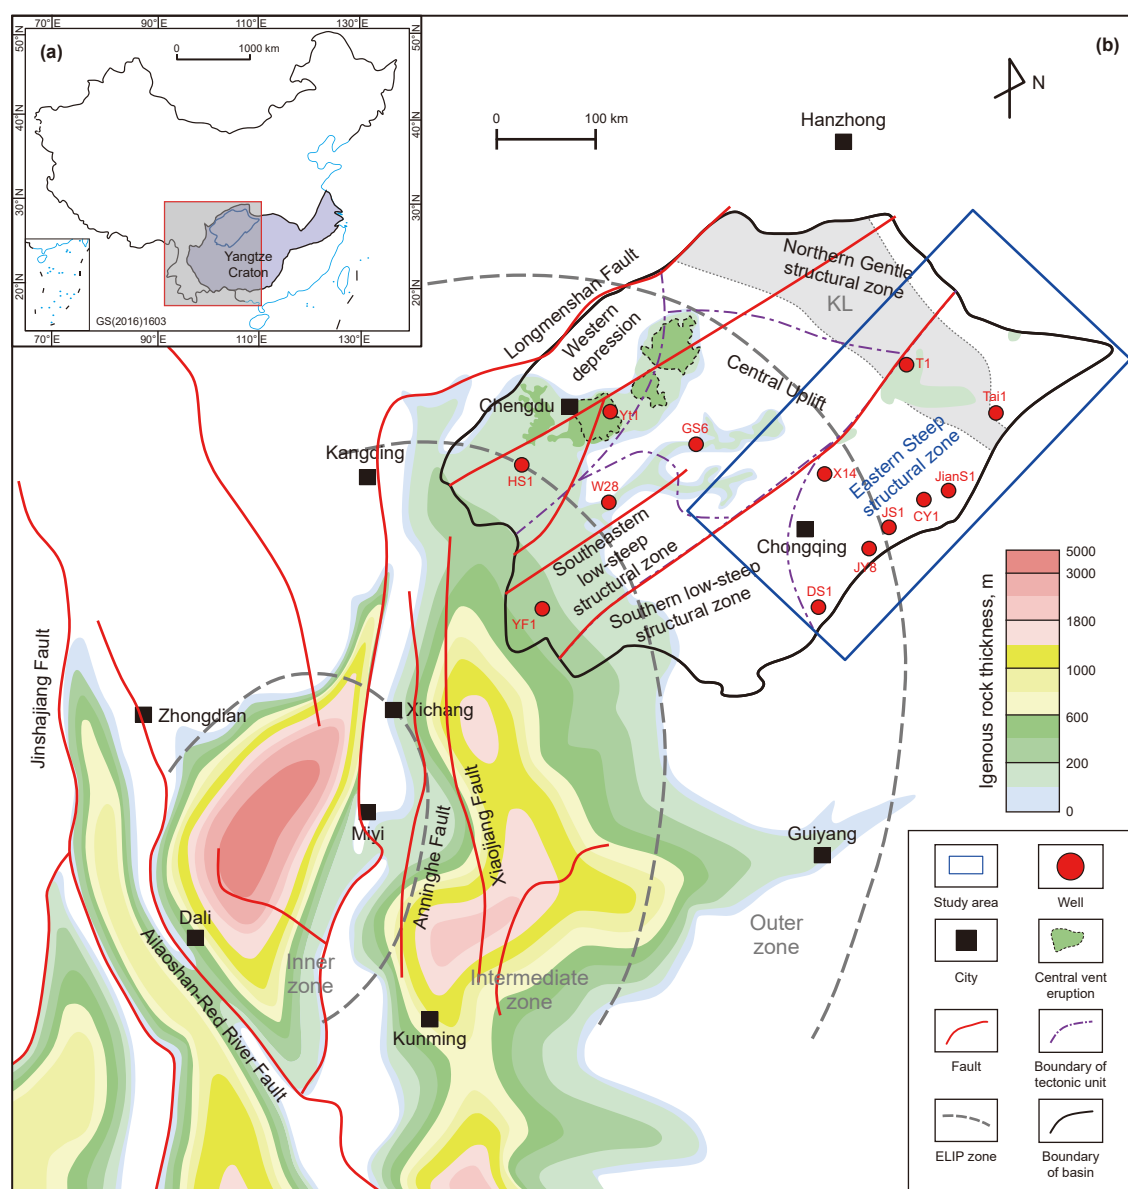 70°E
90°E
110°E
130°E
50°N
50°N
(a)
0
1000 km
40°N
40°N
30°N
30°N
20°N
20°N
Yangtze
Craton
GS(2016)1603
70°E
90°E
110°E
130°E
(b)
N
0
100 km
Hanzhong
Northern Gentle
structural zone
KL
Longmenshan Fault
Western
depression
Central Uplift
T1
Tai1
Chengdu
Yt1
GS6
Kangding
HS1
W28
X14
Eastern Steep
structural zone
JianS1
CY1
JS1
Chongqing
JY8
DS1
Southeastern
low-steep
structural zone
Southern low-steep
structural zone
YF1
Jinshajiang Fault
Zhongdian
Xichang
Miyi
Anninghe Fault
Xiaojiang Fault
Guiyang
Dali
Ailaoshan-Red River Fault
Inner
zone
Intermediate
zone
Outer
zone
Kunming
Igenous rock thickness, m
5000
3000
1800
1000
600
200
0
Study area
Well
City
Central vent
eruption
Fault
Boundary of
tectonic unit
ELIP zone
Boundary
of basin